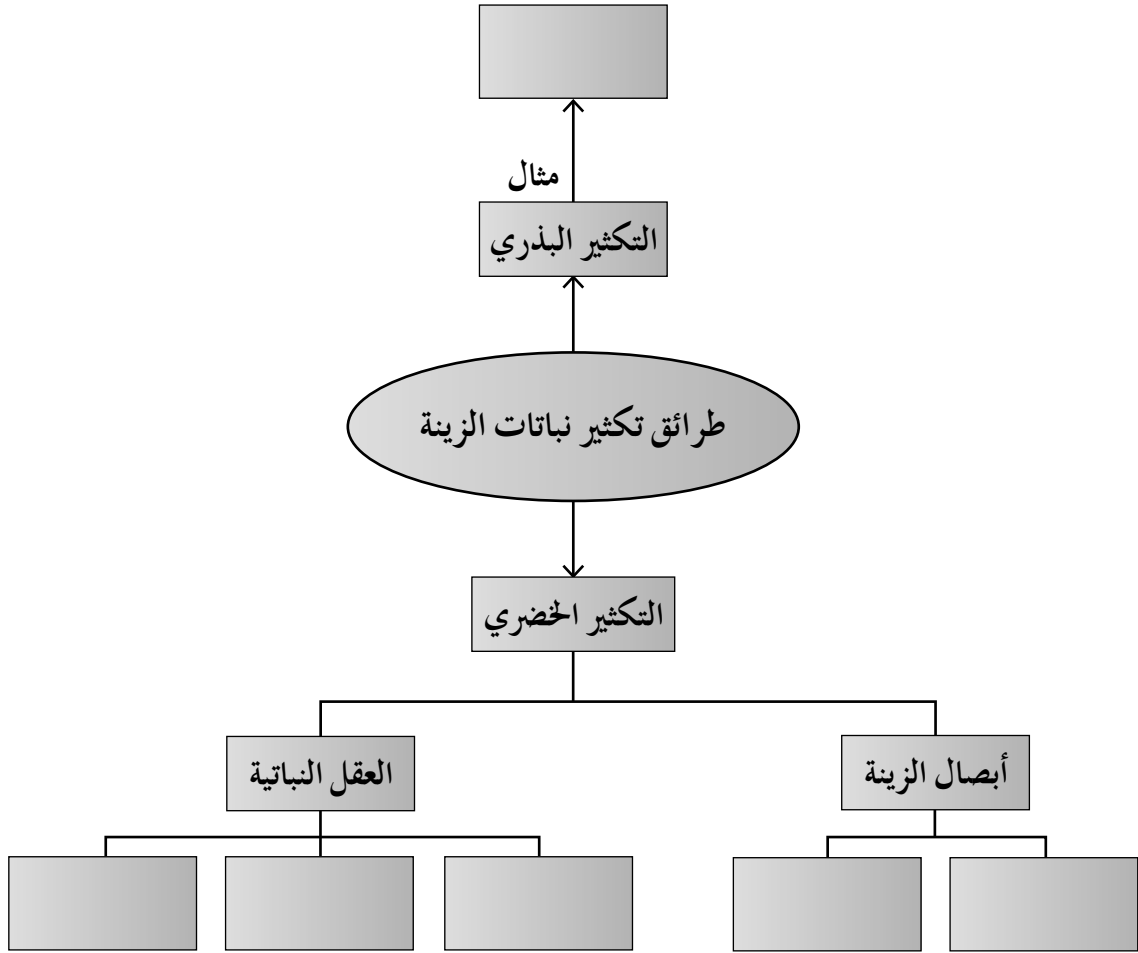 مثال
التكثير البذري
طرائق تكثير نباتات الزينة
التكثير الخضري
أبصال الزينة
العقل النباتية